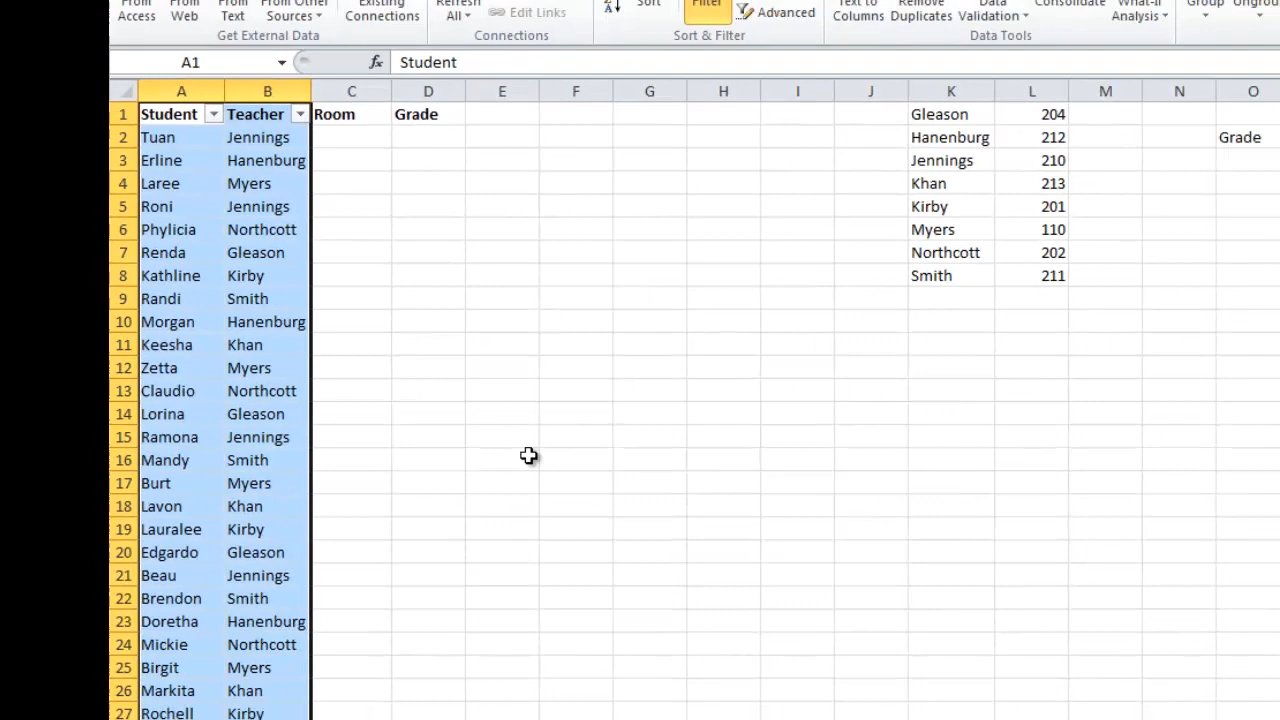 From From From From Other Existing Refresh Sort Filter Text to Remove Data Consolidate What-If Group Ungroup
Access Web Text Sources Connections All Edit Links Advanced Columns Duplicates Validation Analysis
Get External Data Connections Sort & Filter Data Tools
A1 fx Student
A B C D E F G H I J K L M N O
1 Student Teacher Room Grade Gleason 204
2 Tuan Jennings Hanenburg 212 Grade
3 Erline Hanenburg Jennings 210
4 Laree Myers Khan 213
5 Roni Jennings Kirby 201
6 Phylicia Northcott Myers 110
7 Renda Gleason Northcott 202
8 Kathline Kirby Smith 211
9 Randi Smith
10 Morgan Hanenburg
11 Keesha Khan
12 Zetta Myers
13 Claudio Northcott
14 Lorina Gleason
15 Ramona Jennings
16 Mandy Smith
17 Burt Myers
18 Lavon Khan
19 Lauralee Kirby
20 Edgardo Gleason
21 Beau Jennings
22 Brendon Smith
23 Doretha Hanenburg
24 Mickie Northcott
25 Birgit Myers
26 Markita Khan
27 Rochell Kirby